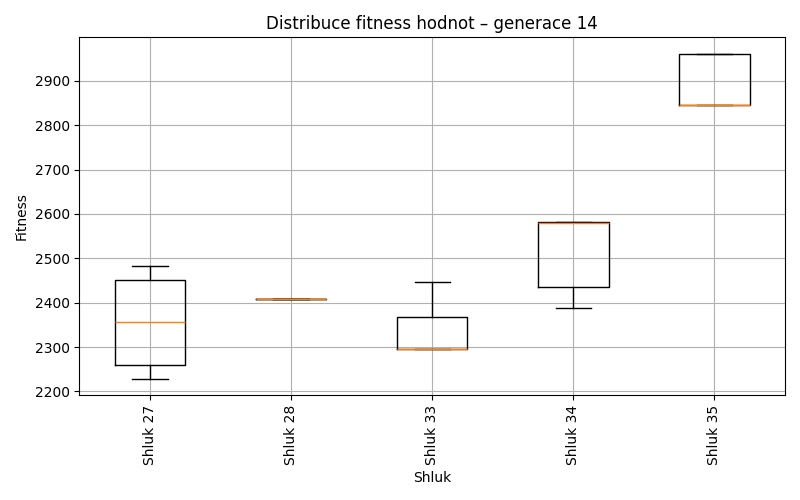 Distribuce fitness hodnot – generace 14
Fitness
2900
2800
2700
2600
2500
2400
2300
2200
Shluk 27
Shluk 28
Shluk 33
Shluk 34
Shluk 35
Shluk